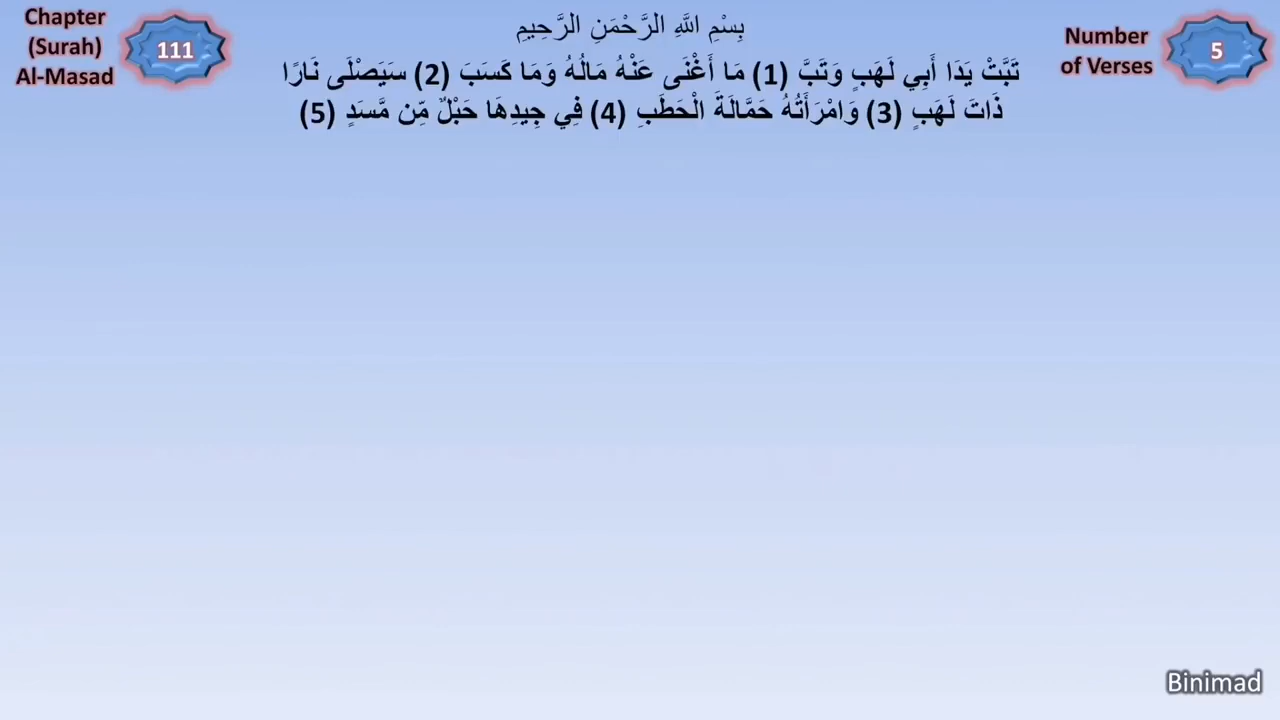 Chapter
(Surah)
Al-Masad
111
بِسْمِ اللَّهِ الرَّحْمَنِ الرَّحِيمِ
تَبَّتْ يَدَا أَبِي لَهَبٍ وَتَبَّ (1) مَا أَغْنَى عَنْهُ مَالُهُ وَمَا كَسَبَ (2) سَيَصْلَى نَارًا
ذَاتَ لَهَبٍ (3) وَامْرَأَتُهُ حَمَّالَةَ الْحَطَبِ (4) فِي جِيدِهَا حَبْلٌ مِّن مَّسَدٍ (5)
Number
of Verses
5
Binimad